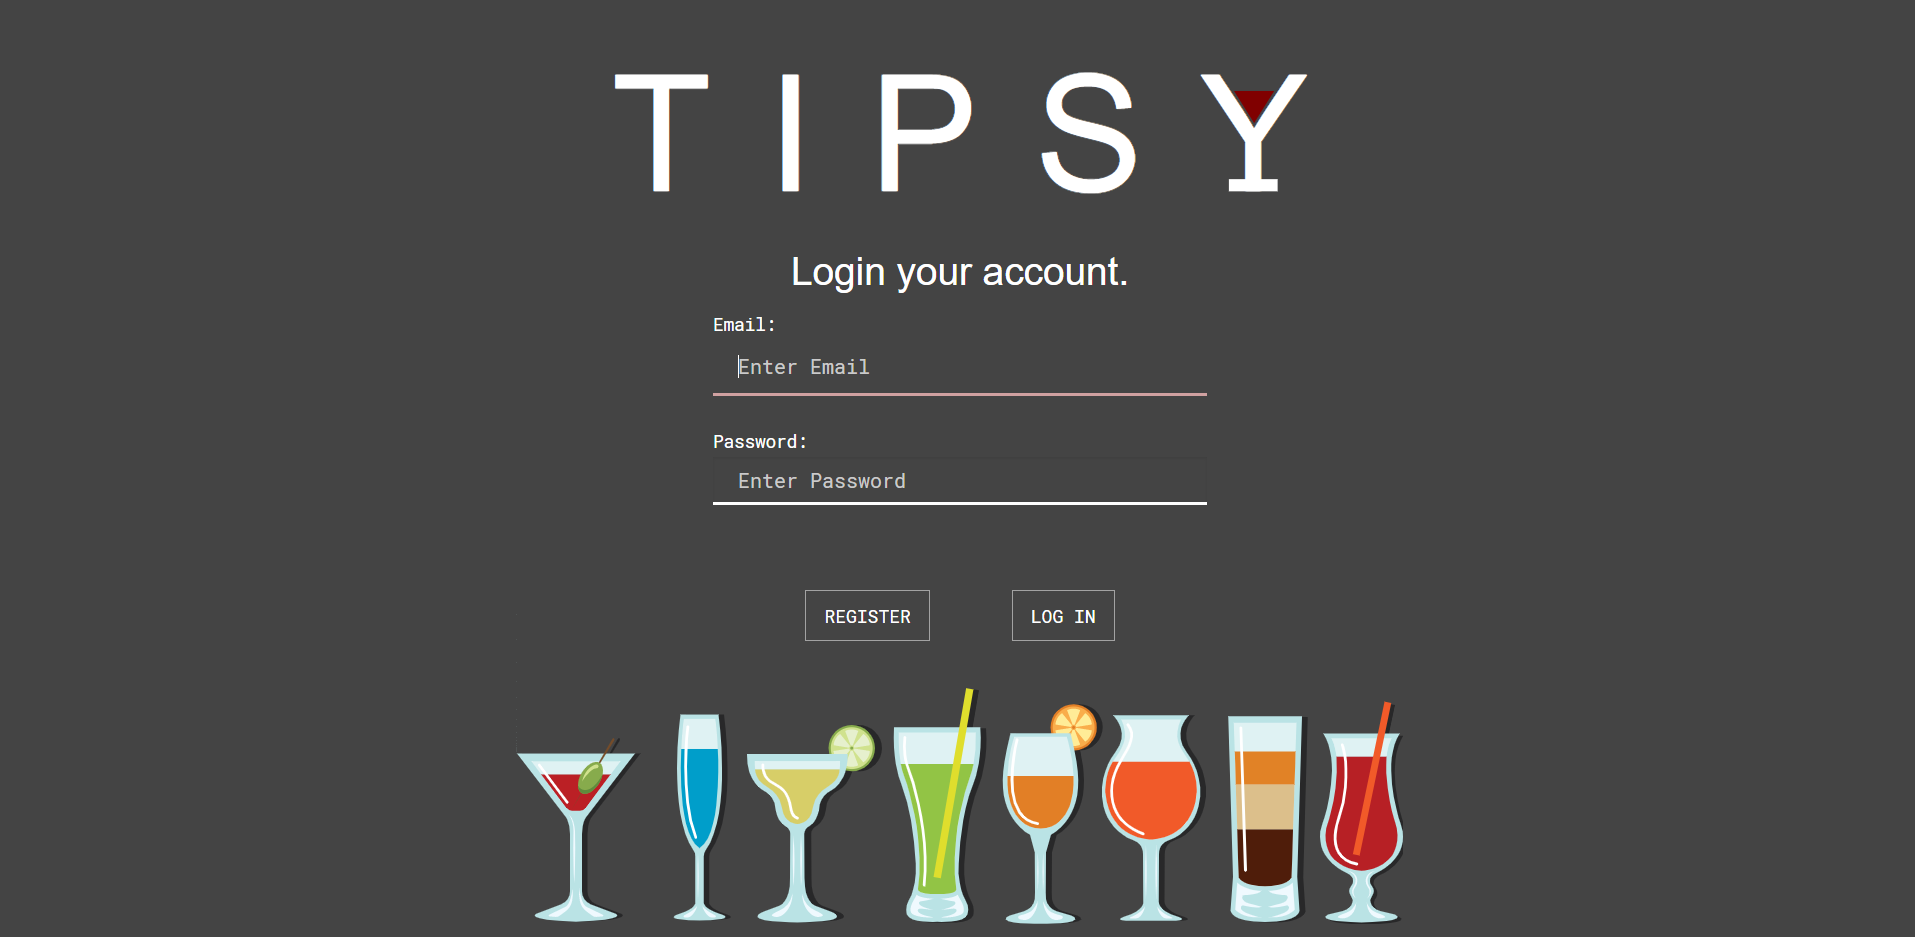 TIPSY
Login your account.
Email:
Enter Email
Password:
Enter Password
REGISTER LOG IN